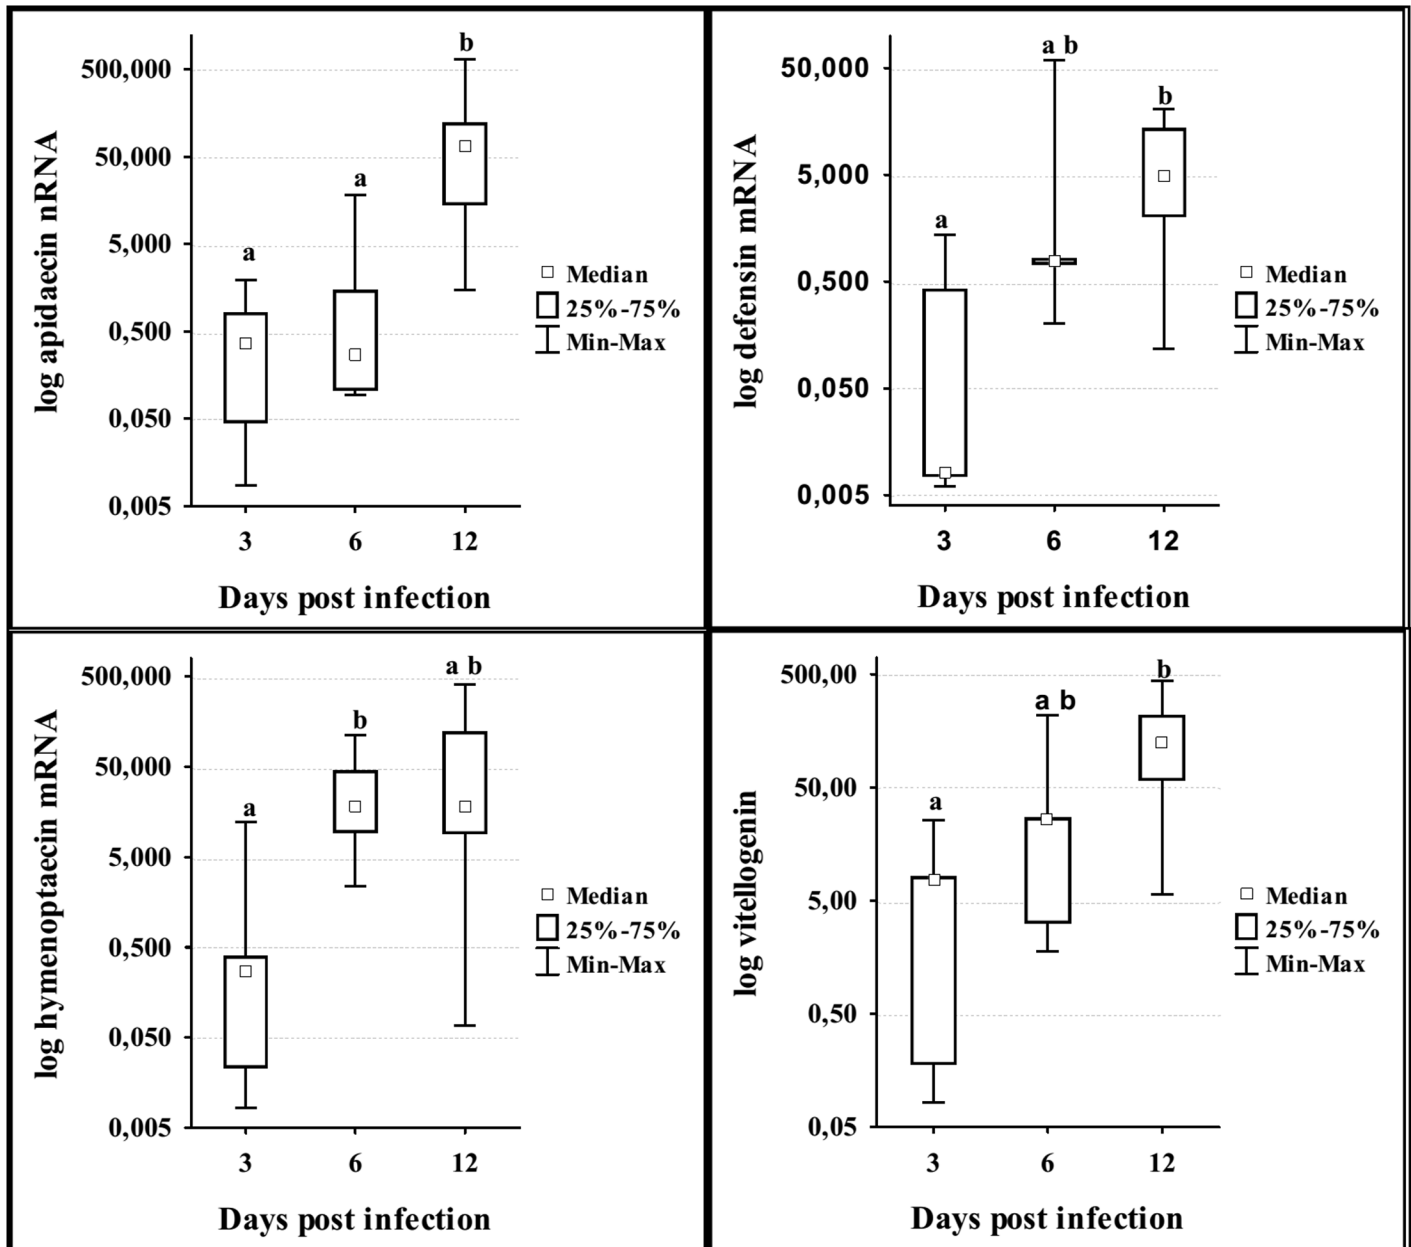 b
500,000
a
50,000
a
5,000
0,500
0,050
0,005
log apidaecin nRNA
Median
25%-75%
Min-Max
3 6 12
Days post infection
a b
50,000
b
5,000
a
0,500
0,050
0,005
log defensin mRNA
Median
25%-75%
Min-Max
3 6 12
Days post infection
a b
500,000
b
50,000
a
5,000
0,500
0,050
0,005
log hymenoptaecin mRNA
Median
25%-75%
Min-Max
3 6 12
Days post infection
b
500,00
a b
50,00
a
5,00
0,50
0,05
log vitellogenin
Median
25%-75%
Min-Max
3 6 12
Days post infection